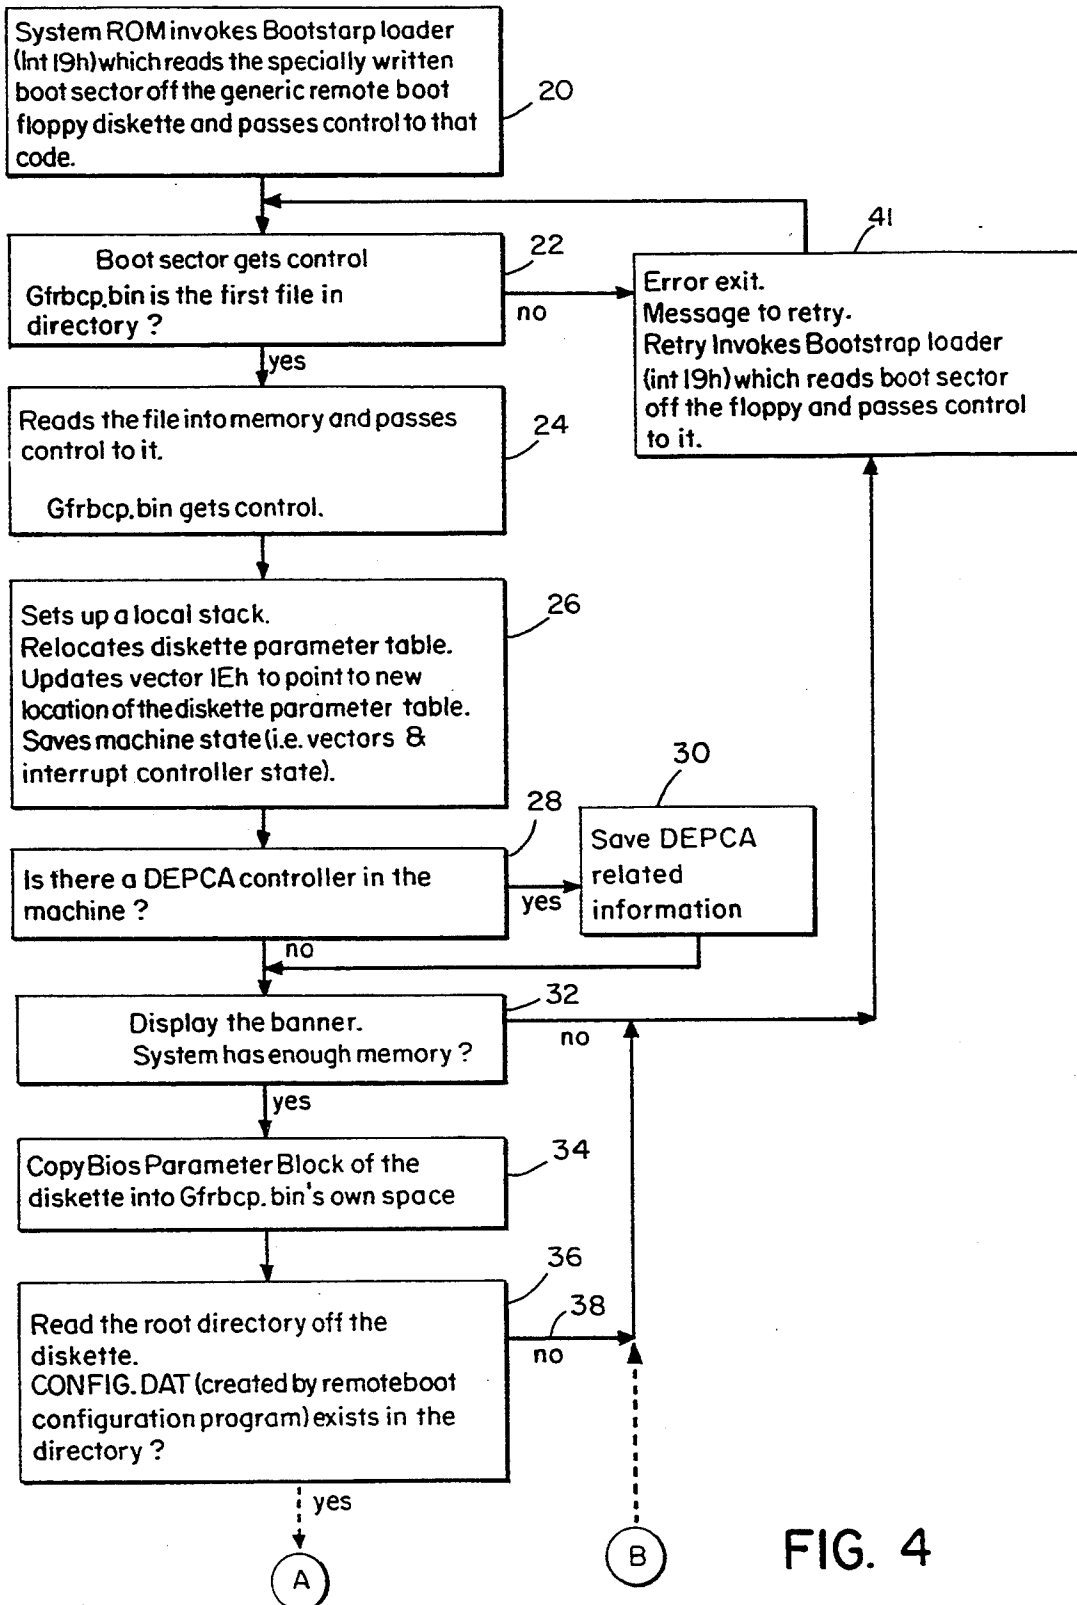 System ROM invokes Bootstarp loader
(Int 19h) which reads the specially written
boot sector off the generic remote boot
floppy diskette and passes control to that
code.
20
Boot sector gets control
Gfrbcp.bin is the first file in
directory ?
22
no
yes
41
Error exit.
Message to retry.
Retry Invokes Bootstrap loader
(int 19h) which reads boot sector
off the floppy and passes control
to it.
Reads the file into memory and passes
control to it.
Gfrbcp.bin gets control.
24
Sets up a local stack.
Relocates diskette parameter table.
Updates vector 1Eh to point to new
location of the diskette parameter table.
Saves machine state (i.e. vectors &
interrupt controller state).
26
Is there a DEPCA controller in the
machine ?
28
yes
no
30
Save DEPCA
related
information
Display the banner.
System has enough memory ?
32
no
yes
Copy Bios Parameter Block of the
diskette into Gfrbcp.bin's own space
34
Read the root directory off the
diskette.
CONFIG.DAT (created by remoteboot
configuration program) exists in the
directory ?
36
38
no
yes
A
B
FIG. 4